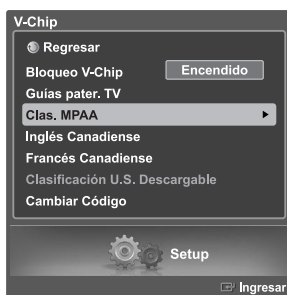 V-Chip
Regresar
Bloqueo V-Chip Encendido
Guías pater. TV
Clas. MPAA
Inglés Canadiense
Francés Canadiense
Clasificación U.S. Descargable
Cambiar Código
Setup
Ingresar